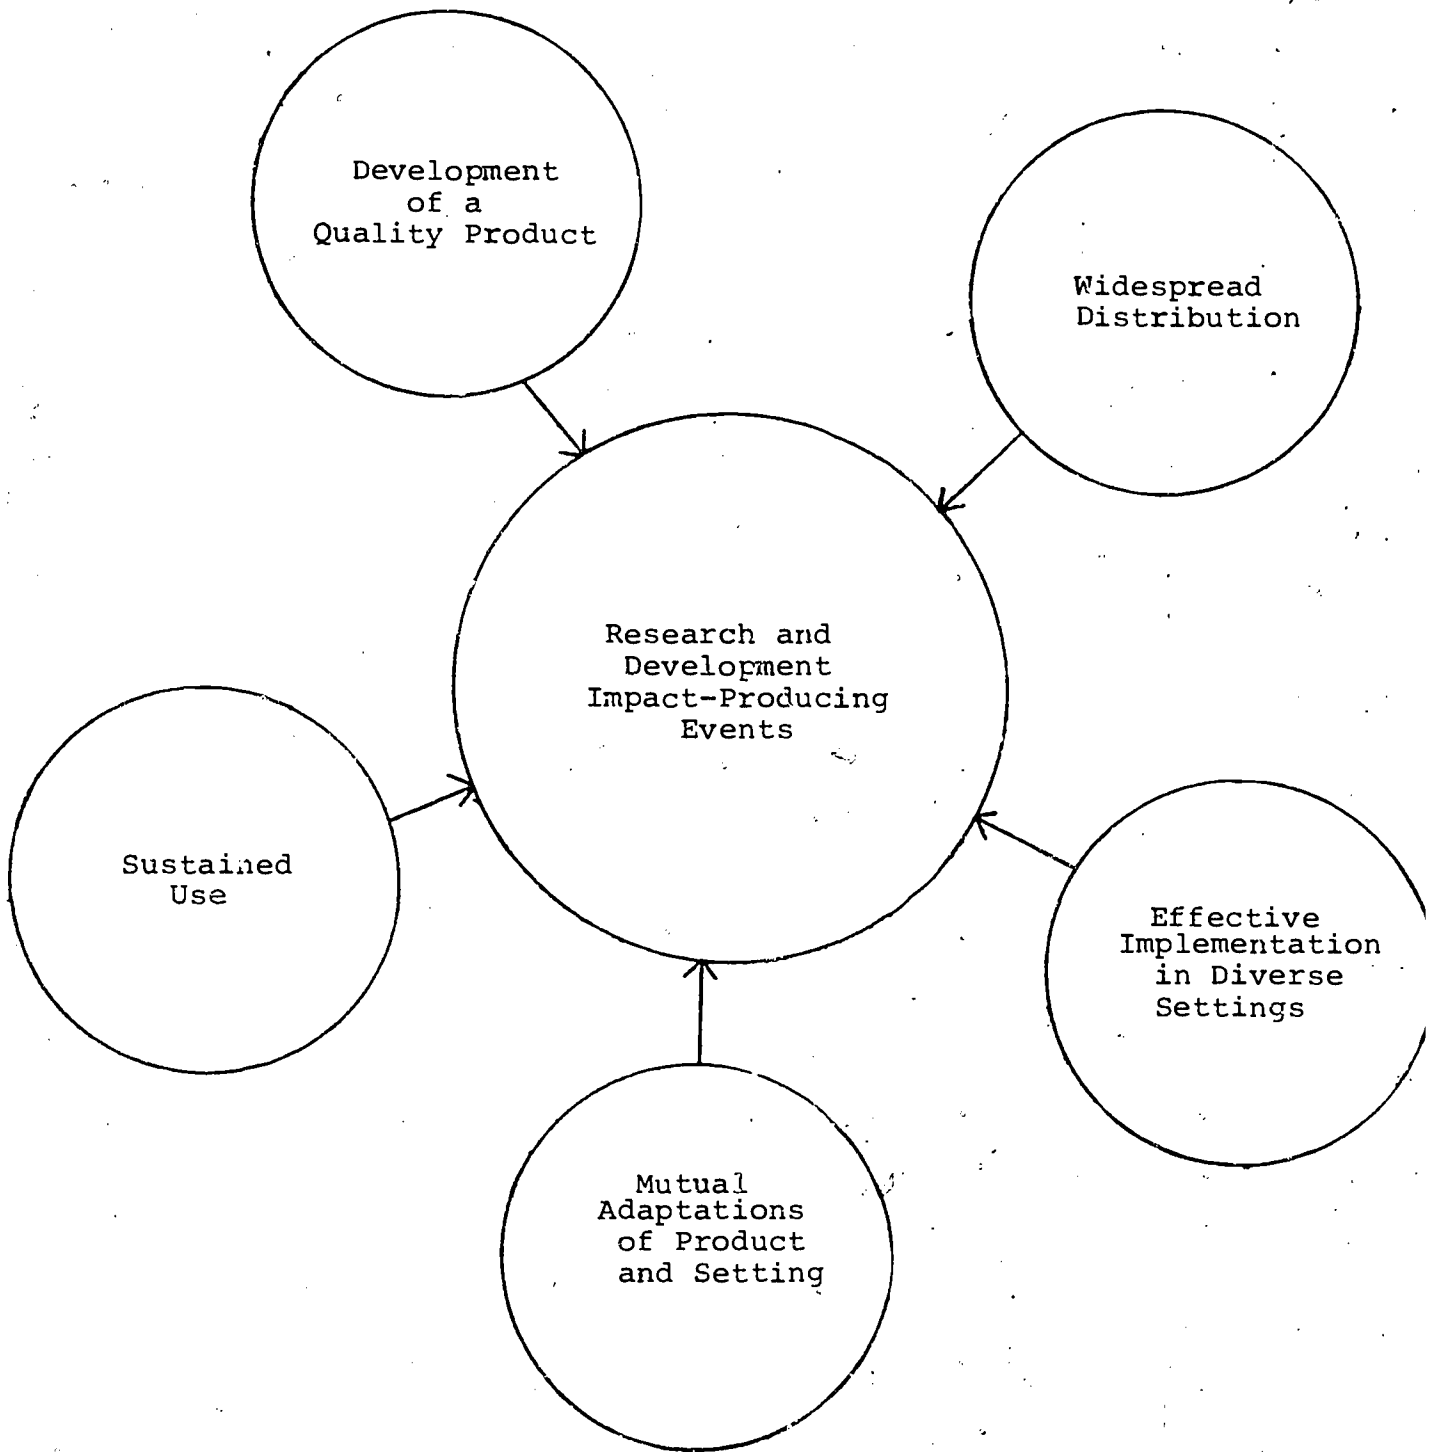 Development
of a
Quality Product
Widespread
Distribution
Research and
Development
Impact-Producing
Events
Sustained
Use
Effective
Implementation
in Diverse
Settings
Mutual
Adaptations
of Product
and Setting